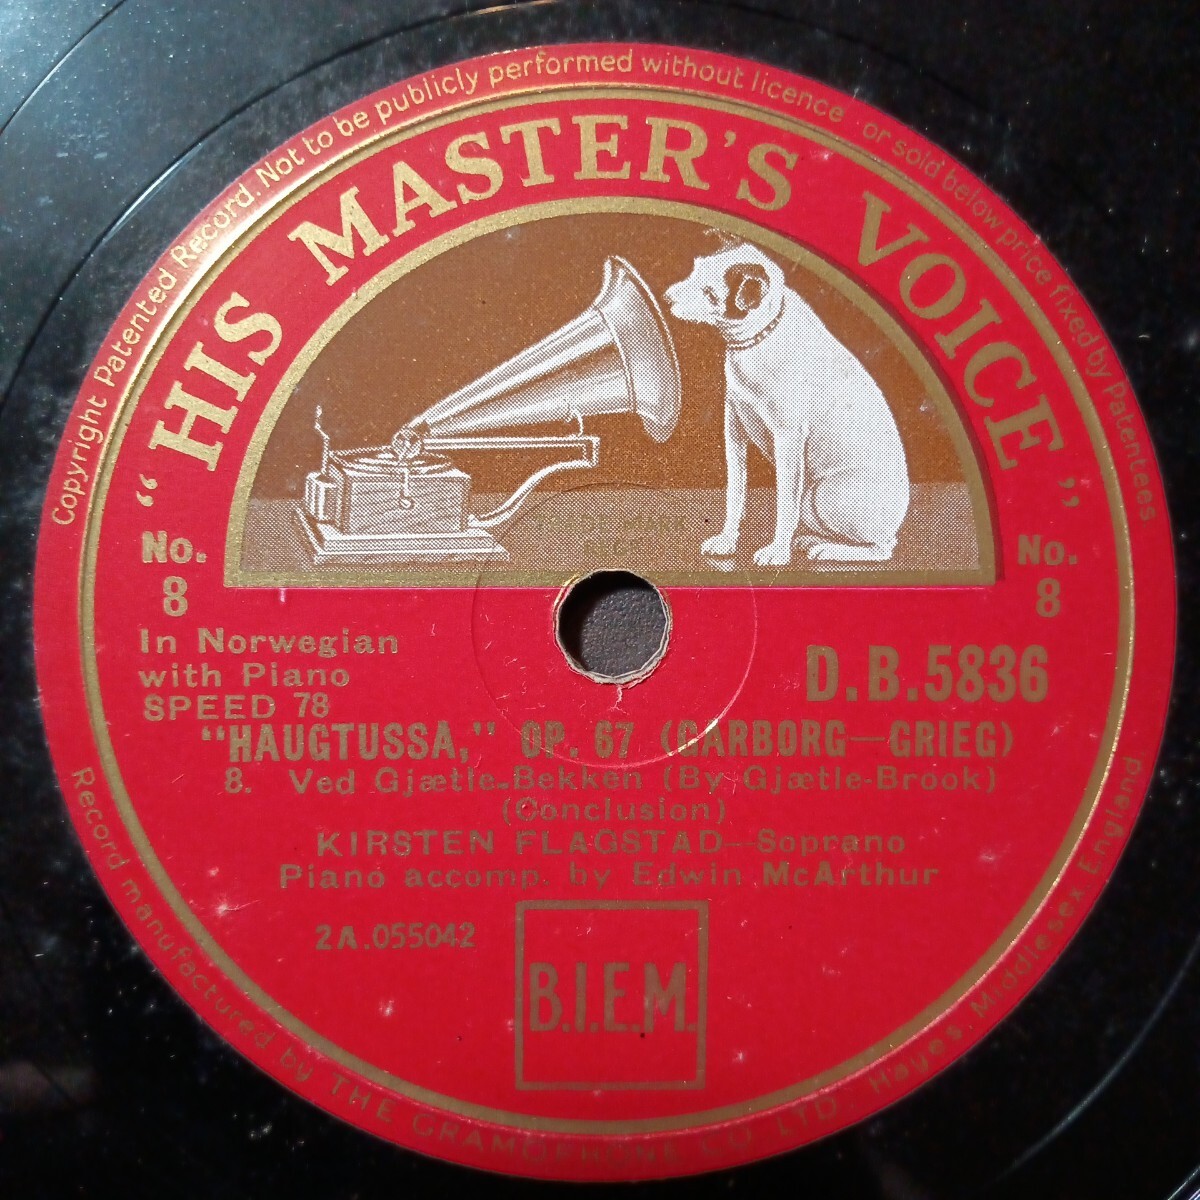 Copyright Patented Record. Not to be publicly performed without licence · or sold below price fixed by Patentees
“HIS MASTER'S VOICE”
No. 8
No. 8
In Norwegian
with Piano
SPEED 78
D.B.5836
“HAUGTUSSA,” OP. 67 (GARBORG—GRIEG)
8. Ved Gjætle-Bekken (By Gjætle-Brook)
(Conclusion)
KIRSTEN FLAGSTAD—Soprano
Piano accomp. by Edwin McArthur
2A.055042
B.I.E.M.
Record manufactured by THE GRAMOPHONE CO. LTD. Hayes, Middlesex England.